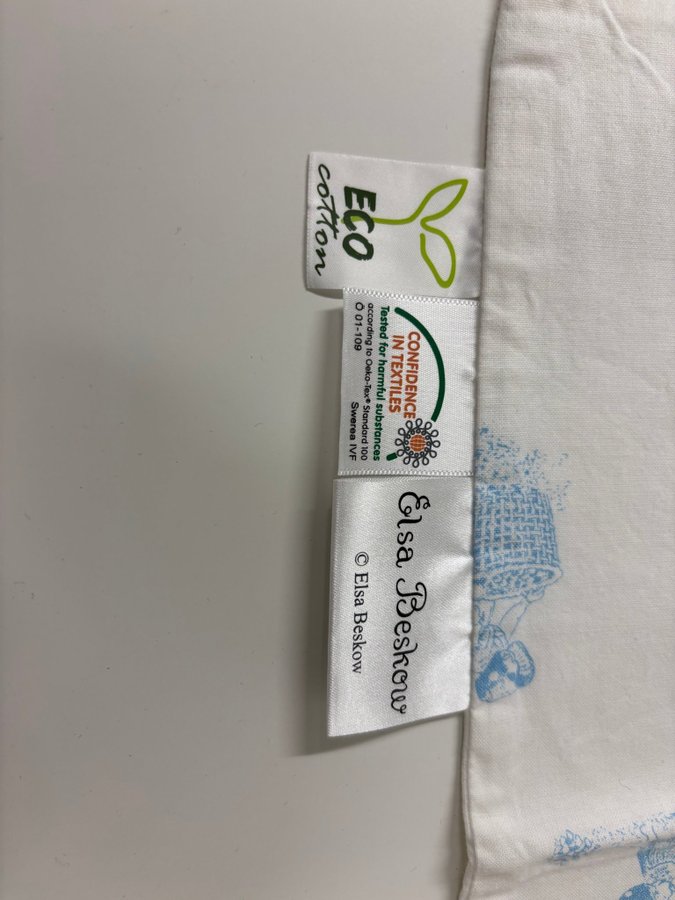 ECO
cotton
CONFIDENCE
IN TEXTILES
Tested for harmful substances
according to Oeko-Tex® Standard 100
Ö 01-109 Swerea IVF
Elsa Beskow
© Elsa Beskow